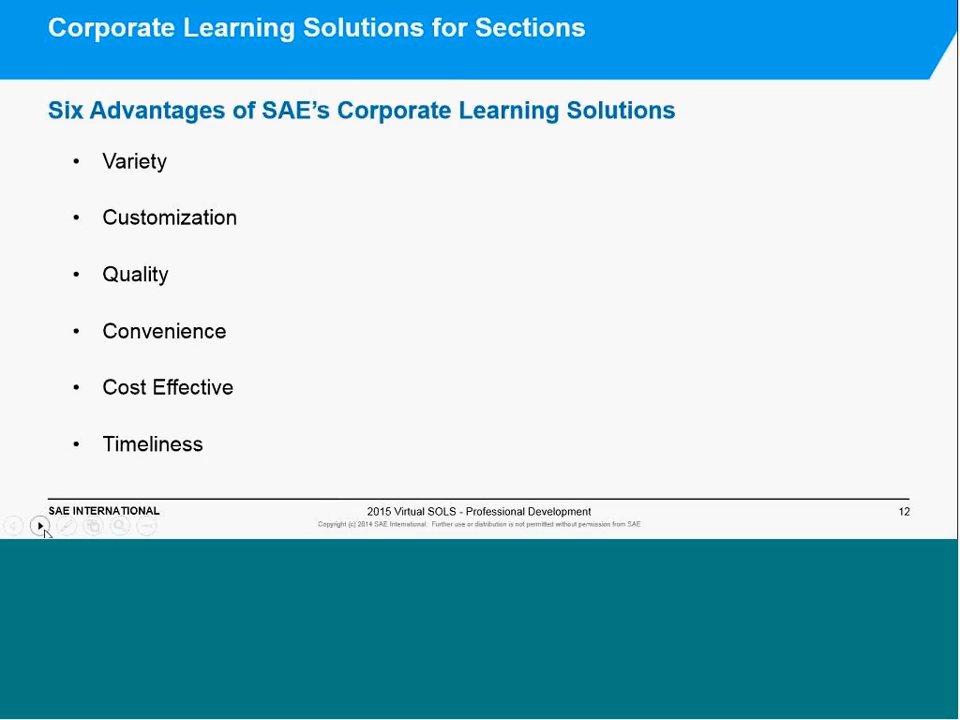 Corporate Learning Solutions for Sections
Six Advantages of SAE's Corporate Learning Solutions
• Variety
• Customization
• Quality
• Convenience
• Cost Effective
• Timeliness
SAE INTERNATIONAL
2015 Virtual SOLS - Professional Development
12
Copyright (c) 2014 SAE International. Further use or distribution is not permitted without permission from SAE